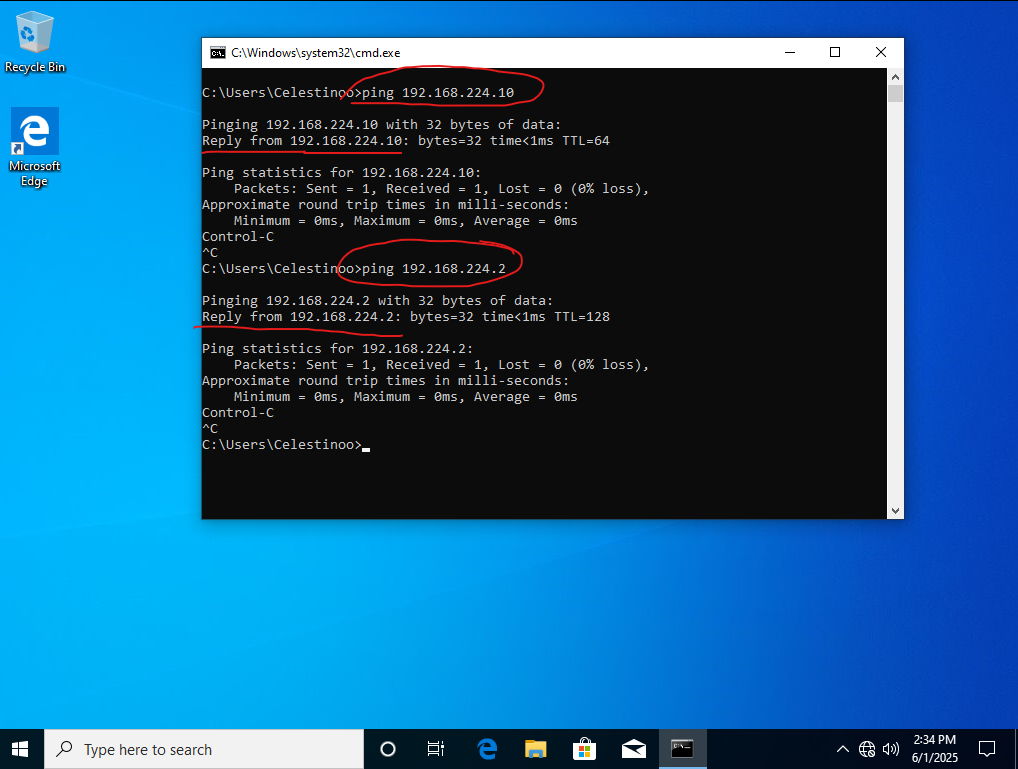 Recycle Bin
Microsoft
Edge
C:\Windows\system32\cmd.exe
C:\Users\Celestinoo>ping 192.168.224.10
Pinging 192.168.224.10 with 32 bytes of data:
Reply from 192.168.224.10: bytes=32 time<1ms TTL=64
Ping statistics for 192.168.224.10:
    Packets: Sent = 1, Received = 1, Lost = 0 (0% loss),
Approximate round trip times in milli-seconds:
    Minimum = 0ms, Maximum = 0ms, Average = 0ms
Control-C
^C
C:\Users\Celestinoo>ping 192.168.224.2
Pinging 192.168.224.2 with 32 bytes of data:
Reply from 192.168.224.2: bytes=32 time<1ms TTL=128
Ping statistics for 192.168.224.2:
    Packets: Sent = 1, Received = 1, Lost = 0 (0% loss),
Approximate round trip times in milli-seconds:
    Minimum = 0ms, Maximum = 0ms, Average = 0ms
Control-C
^C
C:\Users\Celestinoo>
Type here to search
2:34 PM
6/1/2025